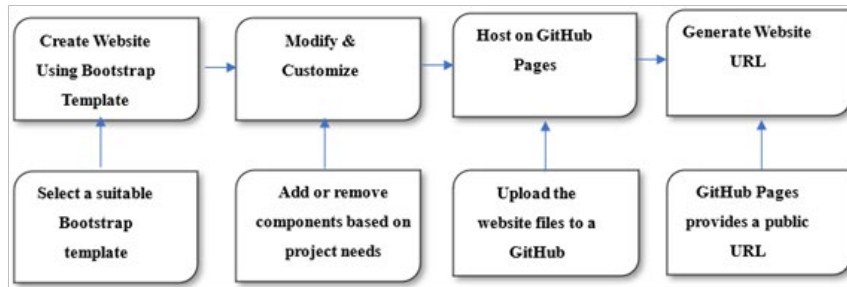 Create Website
Using Bootstrap
Template
Modify &
Customize
Host on GitHub
Pages
Generate Website
URL
Select a suitable
Bootstrap
template
Add or remove
components based on
project needs
Upload the
website files to a
GitHub
GitHub Pages
provides a public
URL